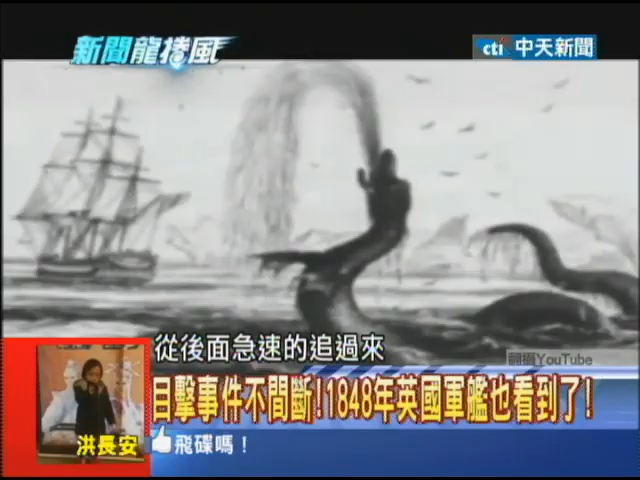 新聞龍捲風
cti 中天新聞
從後面急速的追過來
翻攝YouTube
目擊事件不間斷!1848年英國軍艦也看到了!
洪長安
飛碟嗎！